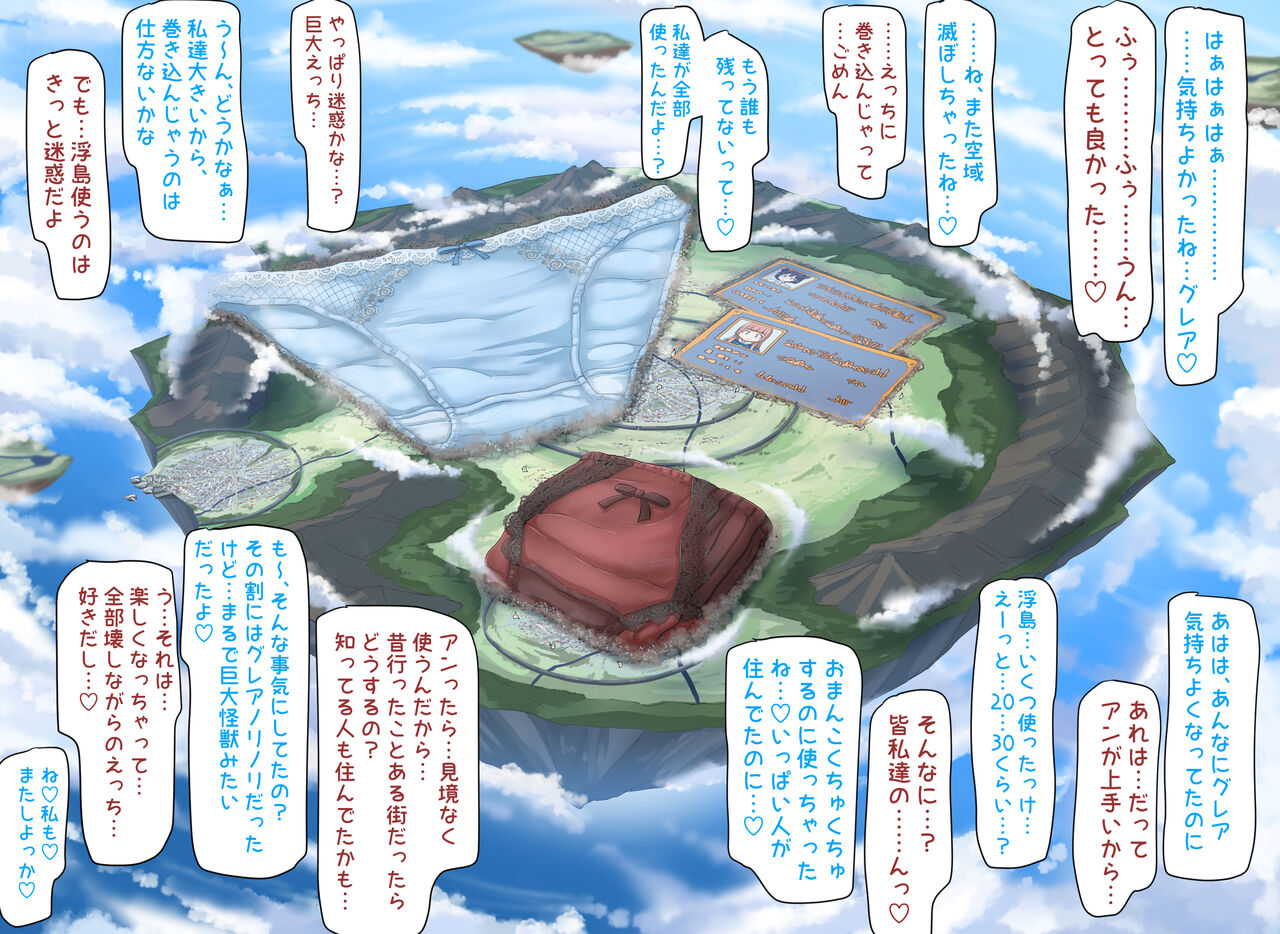 はぁはぁはぁ…………
……気持ちよかったね…グレア♡
ふぅ………ふぅ……うん…
とっても良かった……♡
……ね、また空域
滅ぼしちゃったね…♡
……えっちに
巻き込んじゃって
…ごめん
もう誰も
残ってないって…♡
私達が全部
使ったんだよ…？
やっぱり迷惑かな…？
巨大えっち…
う～ん、どうかなぁ…
私達大きいから、
巻き込んじゃうのは
仕方ないかな
でも…浮島使うのは
きっと迷惑だよ
あはは、あんなにグレア
気持ちよくなってたのに
あれは…だって
アンが上手いから…
浮島…いくつ使ったっけ…
えーっと…20…30くらい…？
そんなに…？
皆私達の……んっ♡
おまんこくちゅくちゅ
するのに使っちゃった
ね…♡いっぱい人が
住んでたのに…♡
アンったら…見境なく
使うんだから…
昔行ったことある街だったら
どうするの？
知ってる人も住んでたかも…
も～、そんな事気にしてたの？
その割にはグレアノリノリだった
けど…まるで巨大怪獣みたい
だったよ♡
う…それは…
楽しくなっちゃって…
全部壊しながらのえっち…
好きだし…♡
ね♡私も♡
またしよっか♡